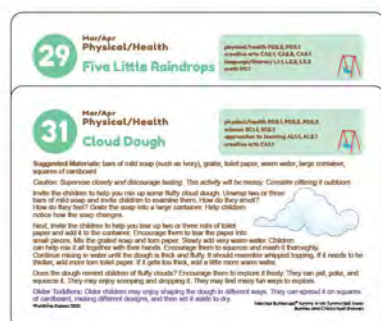 29
Mar/Apr
Physical/Health
Five Little Raindrops
31
Mar/Apr
Physical/Health
Cloud Dough
Suggested Materials: bars of mild soap (such as Ivory), grater, toilet paper, warm water, large container,
squares of cardboard
Caution: Supervise closely and discourage tasting. This activity will be messy. Consider offering it outdoors.
Invite the children to help you mix up some fluffy cloud dough. Unwrap two or three
bars of mild soap and invite children to examine them. How do they smell?
How do they feel? Grate the soap into a large container. Help children
notice how the soap changes.
Next, invite the children to help you tear up two or three rolls of toilet
paper and add it to the container. Encourage them to tear the paper into
small pieces. Mix the grated soap and torn paper. Slowly add very warm water. Children
can help mix it all together with their hands. Encourage them to squeeze and mash it thoroughly.
Continue mixing in water until the dough is thick and fluffy. It should resemble whipped topping. If it needs to be
thicker, add more torn toilet paper. If it gets too thick, add a little more warm water.
Does the dough remind children of fluffy clouds? Encourage them to explore it freely. They can pat, poke, and
squeeze it. They may enjoy scooping and dropping it. They may find many fun ways to explore.
Older Toddlers: Older children may enjoy shaping the dough in different ways. They can spread it on squares
of cardboard, making different designs, and then set it aside to dry.